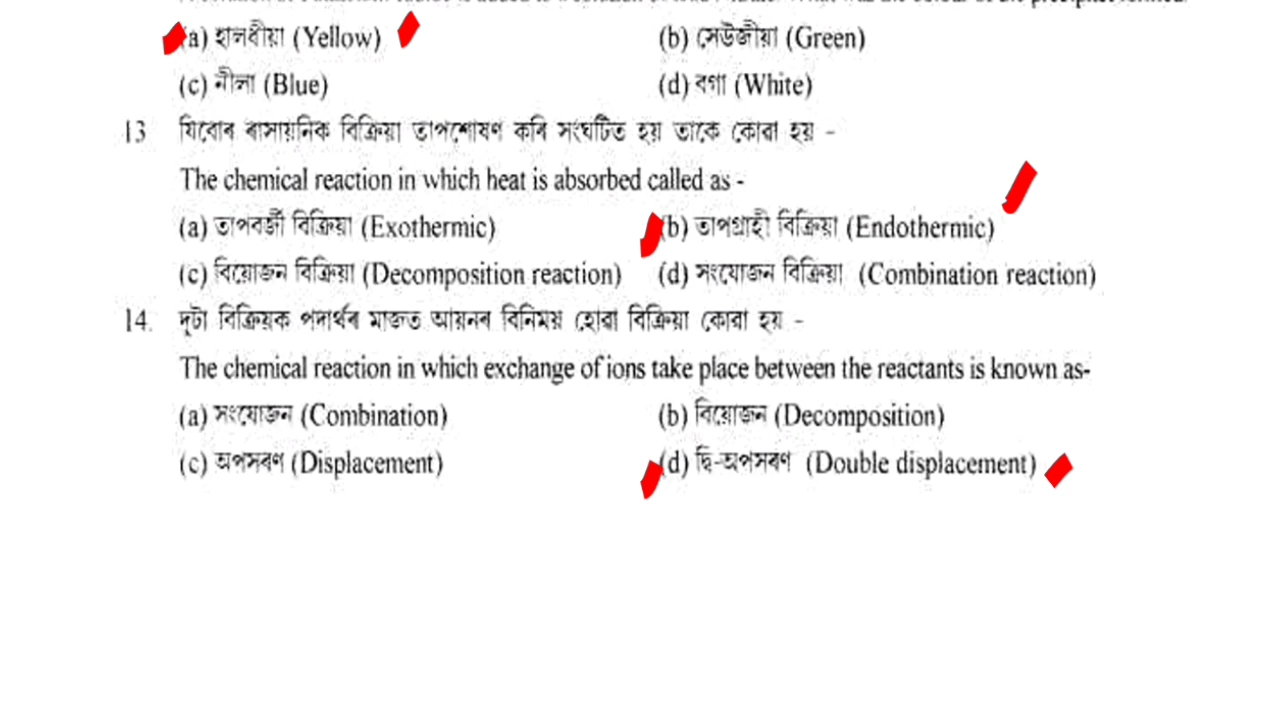 (a) হালধীয়া (Yellow) (b) সেউজীয়া (Green)
(c) নীলা (Blue) (d) বগা (White)
13 যিবোৰ ৰাসায়নিক বিক্ৰিয়া তাপশোষণ কৰি সংঘটিত হয় তাকে কোৱা হয় -
The chemical reaction in which heat is absorbed called as -
(a) তাপবৰ্জী বিক্ৰিয়া (Exothermic) (b) তাপগ্ৰাহী বিক্ৰিয়া (Endothermic)
(c) বিয়োজন বিক্ৰিয়া (Decomposition reaction) (d) সংযোজন বিক্ৰিয়া (Combination reaction)
14. দুটা বিক্ৰিয়ক পদাৰ্থৰ মাজত আয়নৰ বিনিময় হোৱা বিক্ৰিয়া কোৱা হয় -
The chemical reaction in which exchange of ions take place between the reactants is known as-
(a) সংযোজন (Combination) (b) বিয়োজন (Decomposition)
(c) অপসৰণ (Displacement) (d) দ্বি-অপসৰণ (Double displacement)